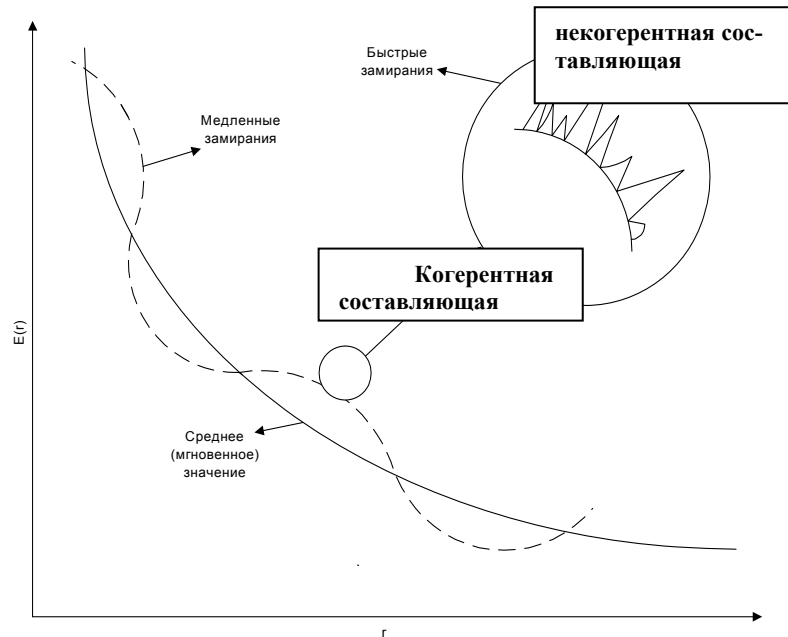 некогерентная сос-
тавляющая
Быстрые
замирания
Медленные
замирания
Когерентная
составляющая
E(r)
Среднее
(мгновенное)
значение
r